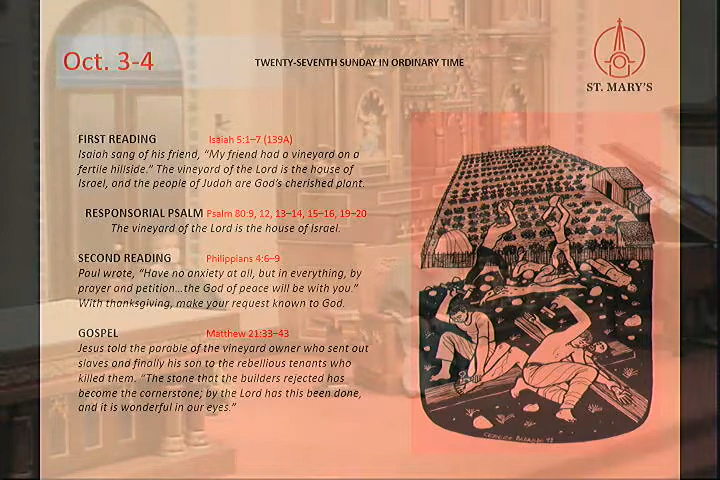 Oct. 3-4
TWENTY-SEVENTH SUNDAY IN ORDINARY TIME
ST. MARY'S
FIRST READING Isaiah 5:1–7 (139A)
Isaiah sang of his friend, “My friend had a vineyard on a
fertile hillside.” The vineyard of the Lord is the house of
Israel, and the people of Judah are God’s cherished plant.
RESPONSORIAL PSALM Psalm 80:9, 12, 13–14, 15–16, 19–20
The vineyard of the Lord is the house of Israel.
SECOND READING Philippians 4:6–9
Paul wrote, “Have no anxiety at all, but in everything, by
prayer and petition…the God of peace will be with you.”
With thanksgiving, make your request known to God.
GOSPEL Matthew 21:33–43
Jesus told the parable of the vineyard owner who sent out
slaves and finally his son to the rebellious tenants who
killed them. “The stone that the builders rejected has
become the cornerstone; by the Lord has this been done,
and it is wonderful in our eyes.”